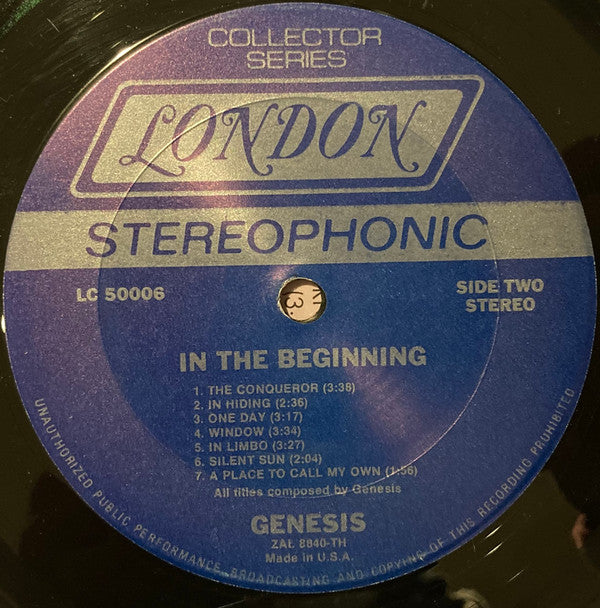 COLLECTOR
SERIES
LONDON
STEREOPHONIC
LC 50006
SIDE TWO
STEREO
IN THE BEGINNING
1. THE CONQUEROR (3:38)
2. IN HIDING (2:36)
3. ONE DAY (3:17)
4. WINDOW (3:34)
5. IN LIMBO (3:27)
6. SILENT SUN (2:04)
7. A PLACE TO CALL MY OWN (1:56)
All titles composed by Genesis
GENESIS
ZAL 8840-TH
Made in U.S.A.
UNAUTHORIZED PUBLIC PERFORMANCE, BROADCASTING AND COPYING OF THIS RECORDING PROHIBITED